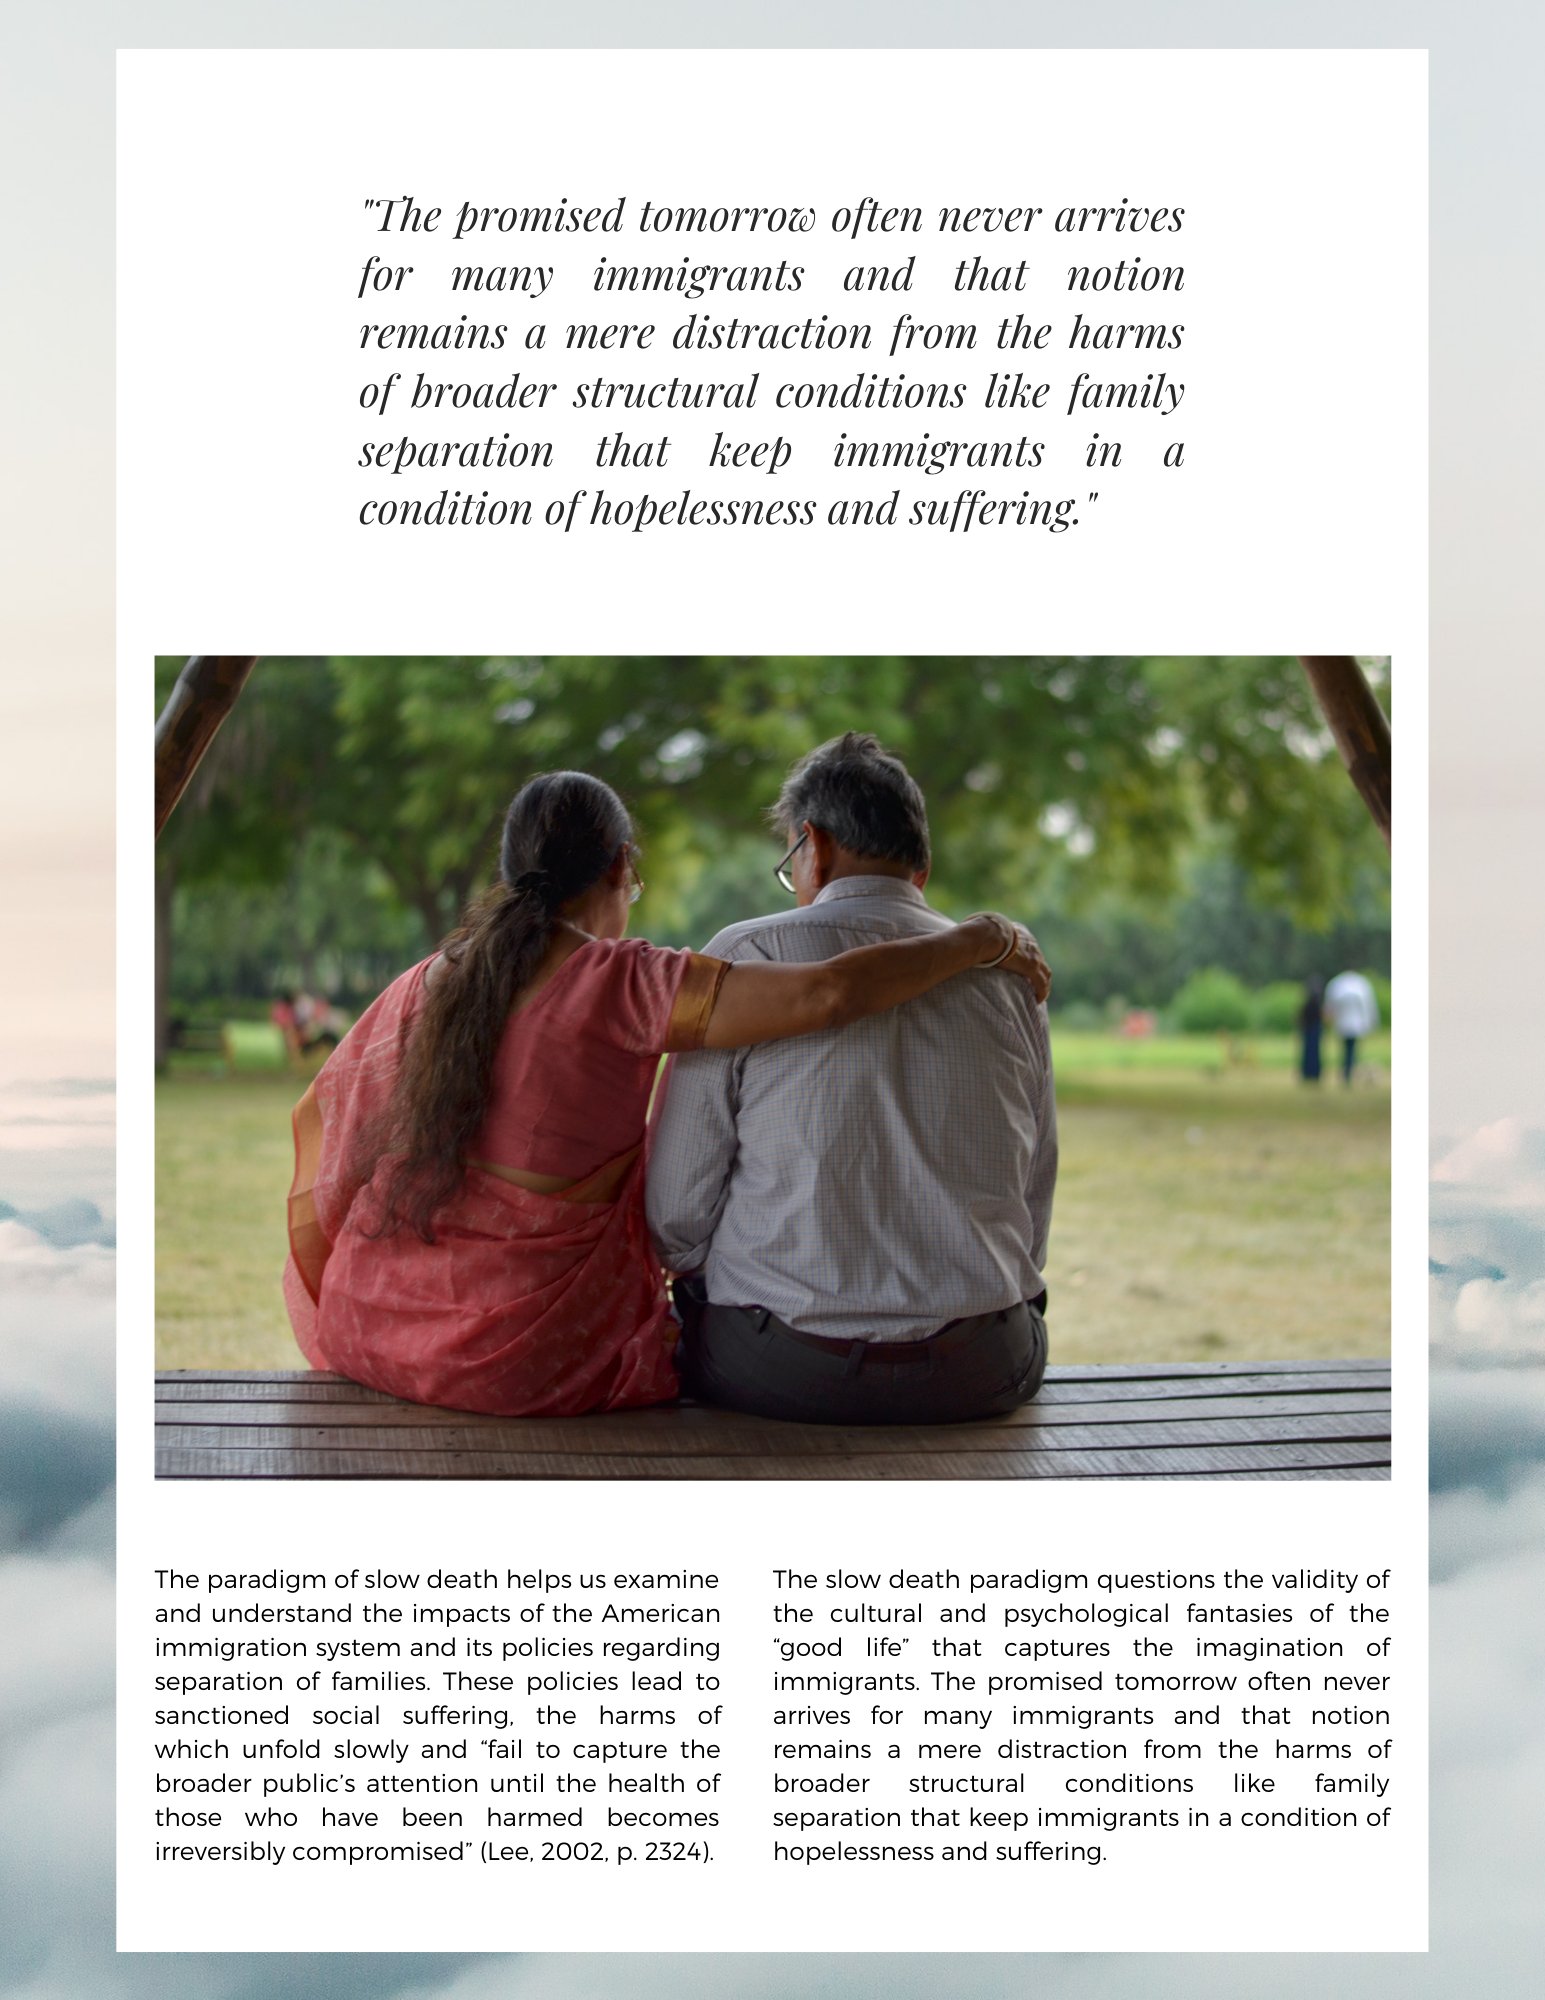 "The promised tomorrow often never arrives
for many immigrants and that notion
remains a mere distraction from the harms
of broader structural conditions like family
separation that keep immigrants in a
condition of hopelessness and suffering."
The paradigm of slow death helps us examine
and understand the impacts of the American
immigration system and its policies regarding
separation of families. These policies lead to
sanctioned social suffering, the harms of
which unfold slowly and “fail to capture the
broader public’s attention until the health of
those who have been harmed becomes
irreversibly compromised” (Lee, 2002, p. 2324).
The slow death paradigm questions the validity of
the cultural and psychological fantasies of the
“good life” that captures the imagination of
immigrants. The promised tomorrow often never
arrives for many immigrants and that notion
remains a mere distraction from the harms of
broader structural conditions like family
separation that keep immigrants in a condition of
hopelessness and suffering.